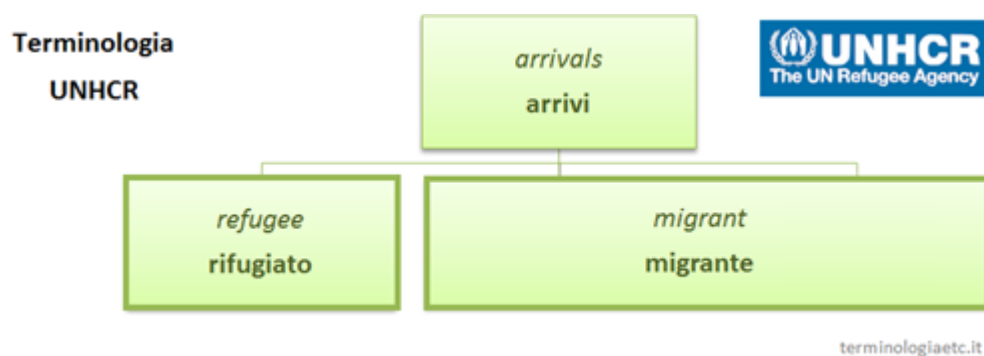 Terminologia
UNHCR
arrivals
arrivi
UNHCR
The UN Refugee Agency
refugee
rifugiato
migrant
migrante
terminologiaetc.it